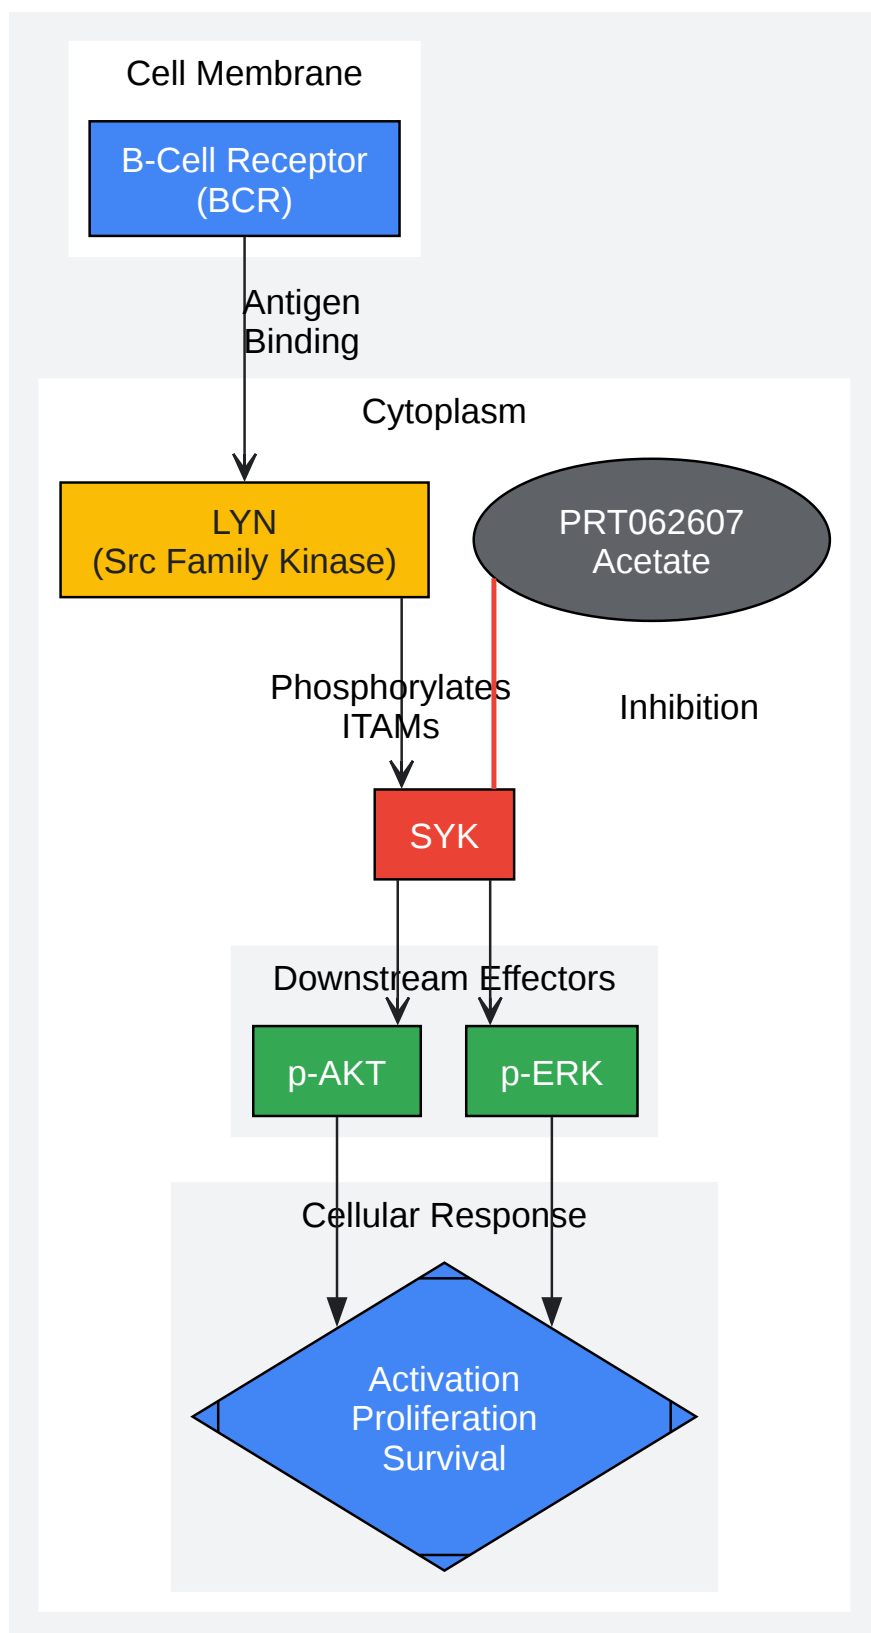 Cell Membrane
B-Cell Receptor
(BCR)
Antigen
Binding
Cytoplasm
LYN
(Src Family Kinase)
PRT062607
Acetate
Phosphorylates
ITAMs
Inhibition
SYK
Downstream Effectors
p-AKT
p-ERK
Cellular Response
Activation
Proliferation
Survival